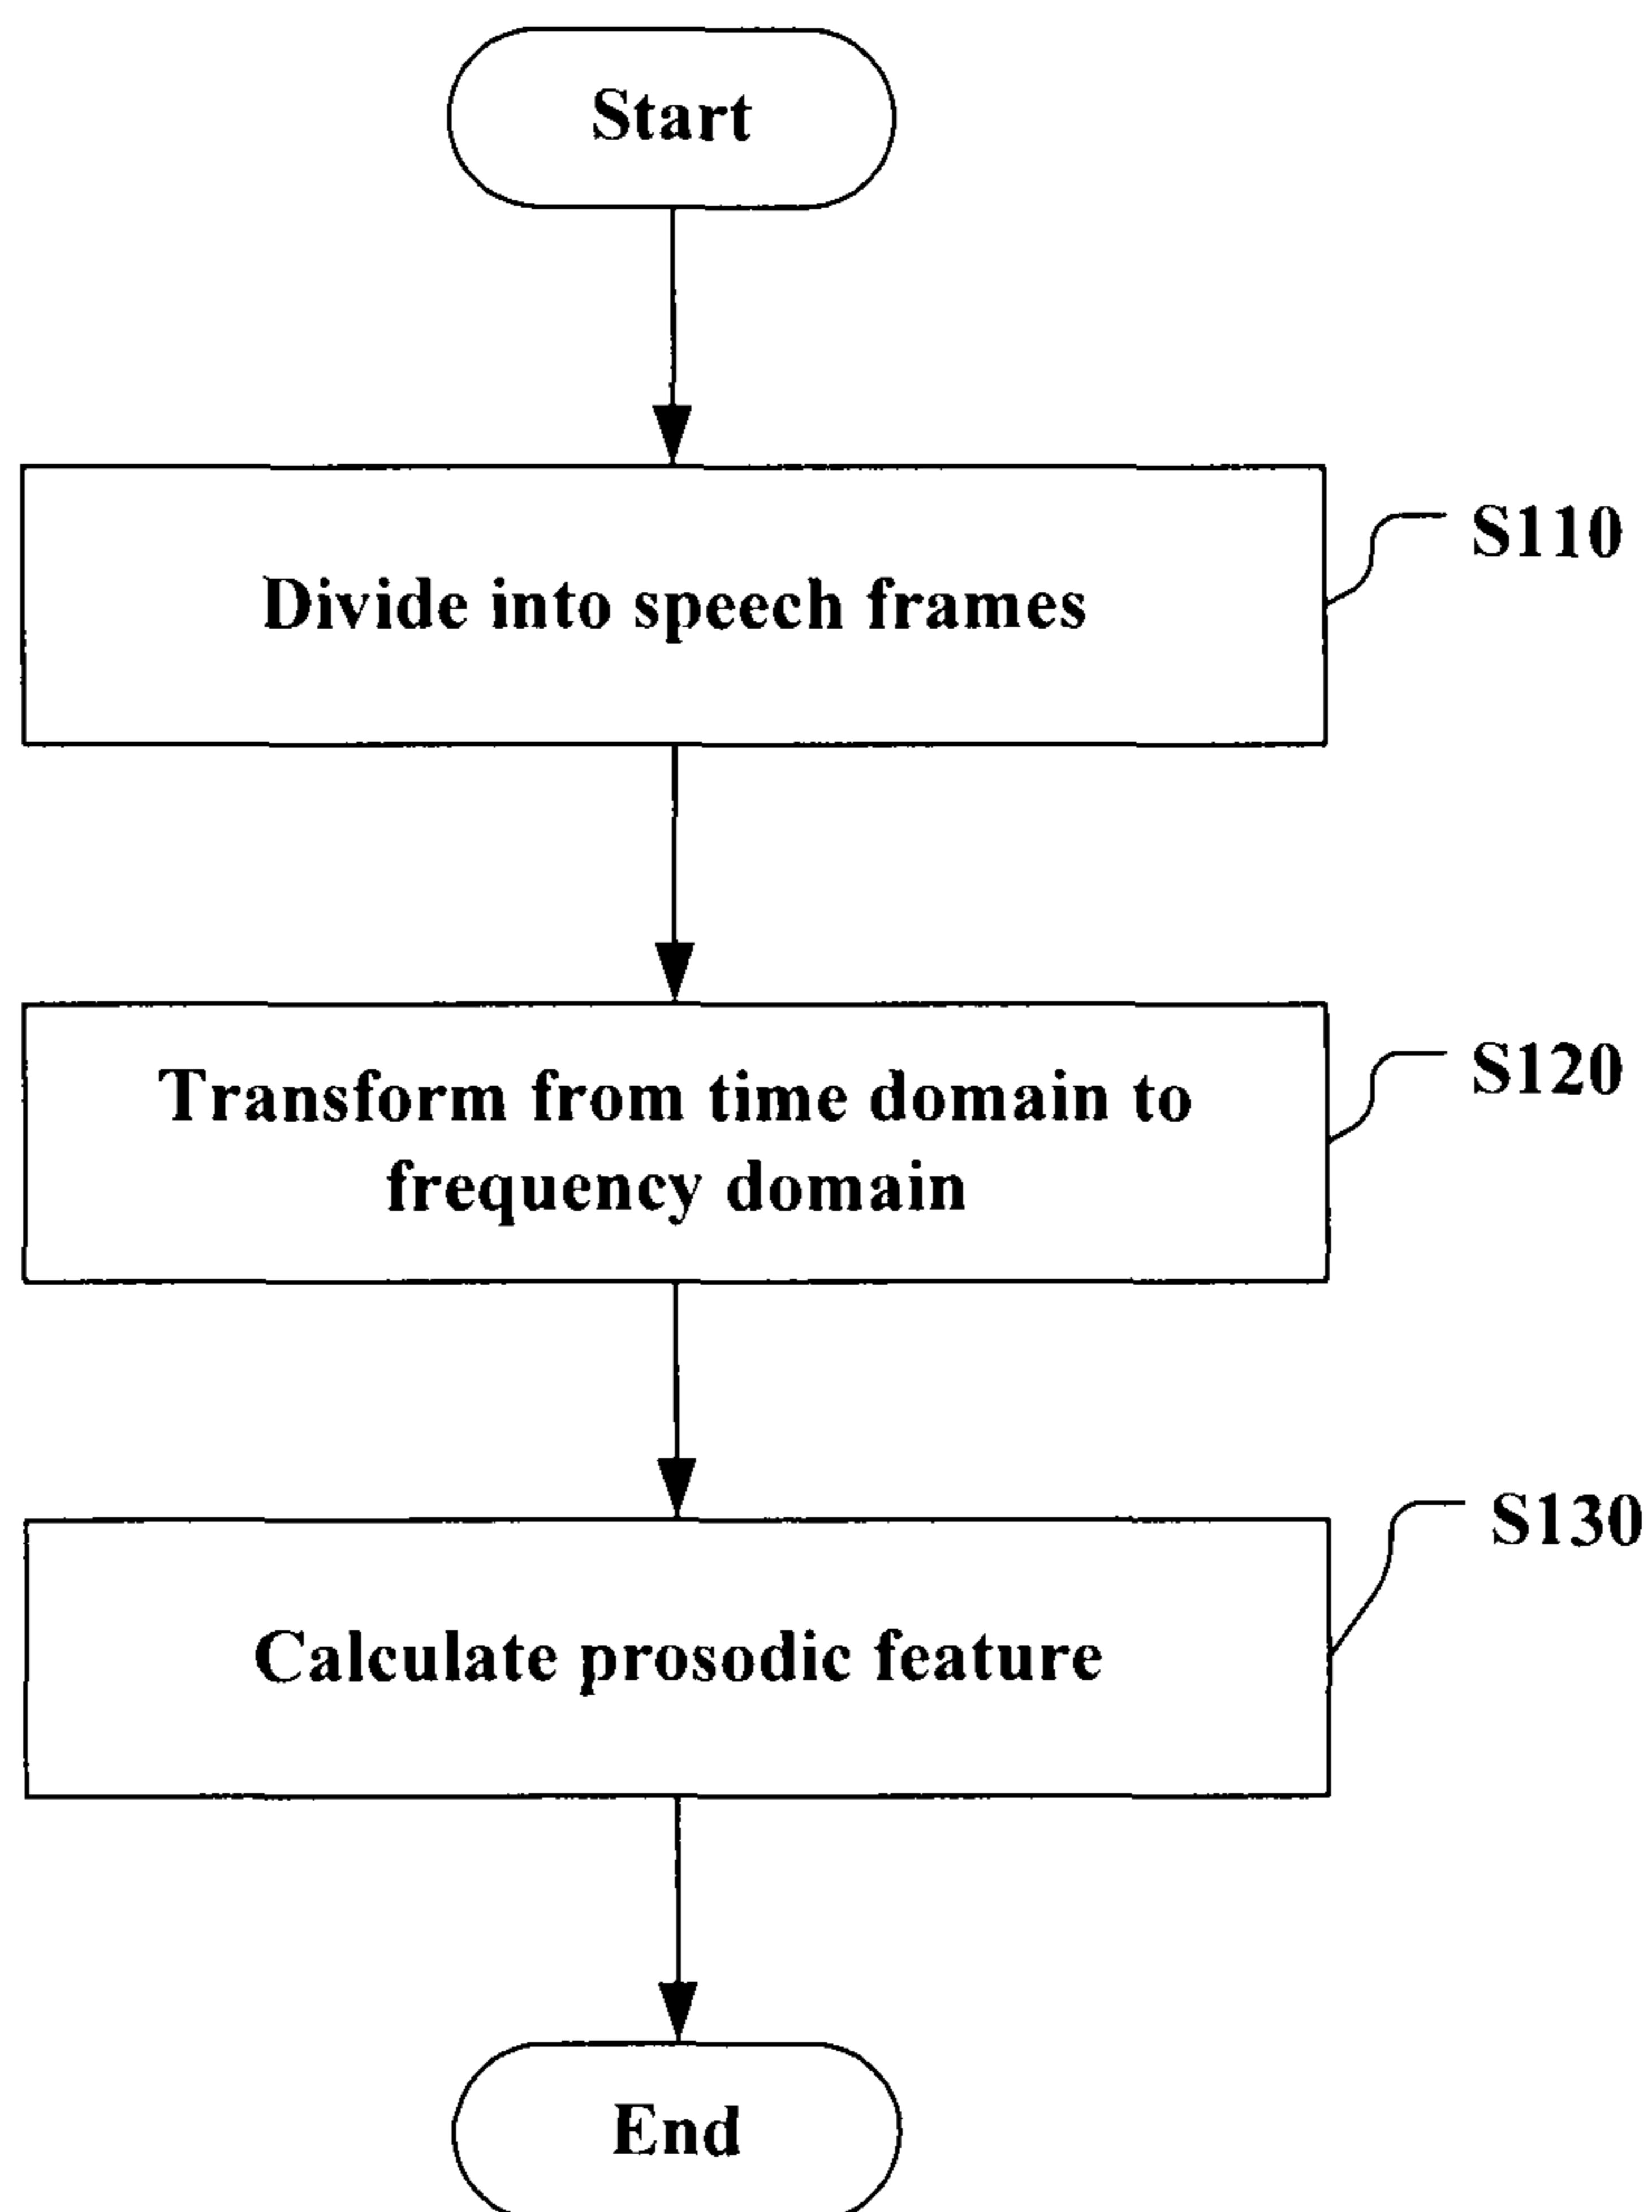 Start
Divide into speech frames
S110
Transform from time domain to
frequency domain
S120
Calculate prosodic feature
S130
End